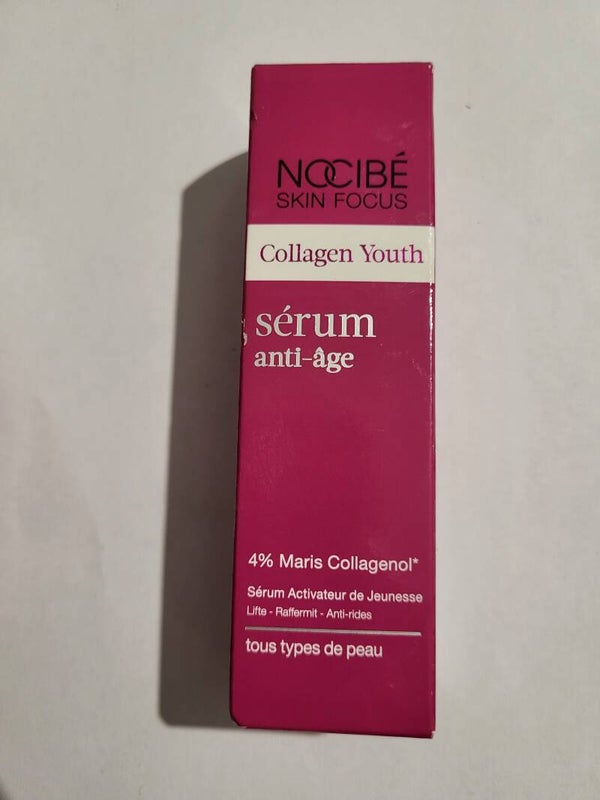 NOCIBÉ
SKIN FOCUS
Collagen Youth
sérum
anti-âge
4% Maris Collagenol*
Sérum Activateur de Jeunesse
Lifte - Raffermit - Anti-rides
tous types de peau